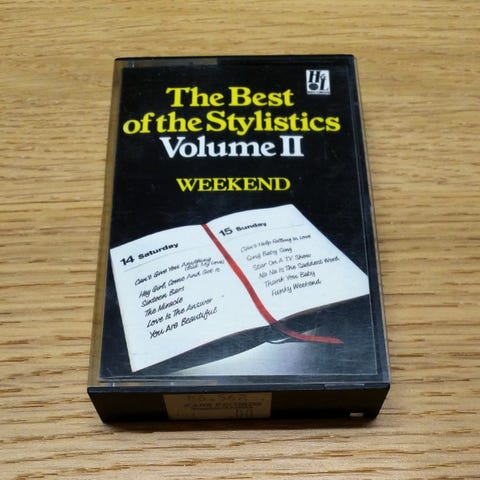 H&L
The Best
of the Stylistics
Volume II
WEEKEND
14 Saturday
Can't Give You Anything
(But My Love)
Hey Girl, Come And Get It
Sixteen Bars
The Miracle
Love Is The Answer
You Are Beautiful
15 Sunday
Can't Help Falling In Love
Sing Baby Sing
Star On A TV Show
Na Na Is The Saddest Word
Thank You Baby
Funky Weekend